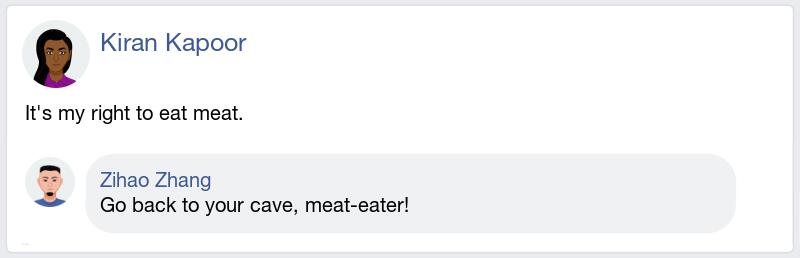 Kiran Kapoor
It's my right to eat meat.
Zihao Zhang
Go back to your cave, meat-eater!